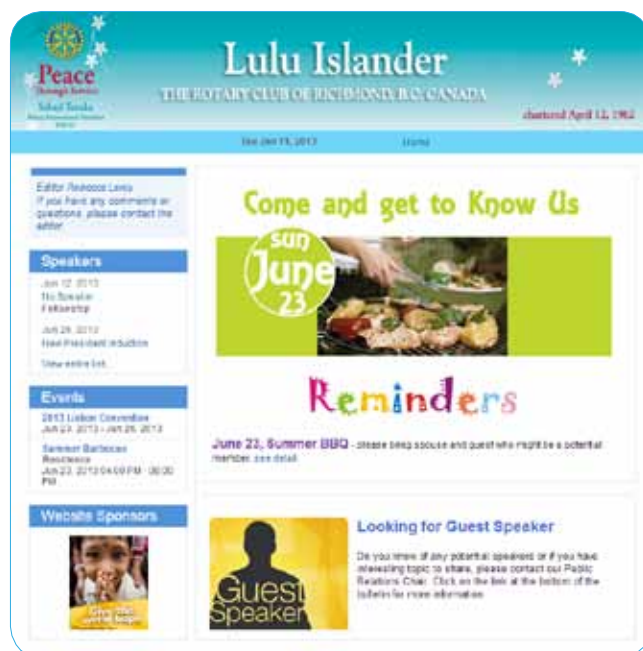 Peace
Through Service
Lulu Islander
THE ROTARY CLUB OF RICHMOND, B.C. CANADA
chartered April 12, 1962
2013
Home
Editor
If you have any comments or
questions, please contact the
editor
Speakers
Jun 12, 2013
No Speaker
Fellowship
Jun 26, 2013
New President Induction
View entire list...
Events
2013 Lisbon Convention
Jun 23, 2013 - Jun 26, 2013
Summer Barbecue
Residence
Jun 23, 2013 04:00 PM - 08:00
PM
Website Sponsors
Come and get to Know Us
sun
June
23
Reminders
June 23, Summer BBQ - please bring spouse and guest who might be a potential
member. see detail.
Guest
Speaker
Looking for Guest Speaker
Do you know of any potential speakers or if you have
interesting topic to share, please contact our Public
Relations Chair. Click on the link at the bottom of the
bulletin for more information.